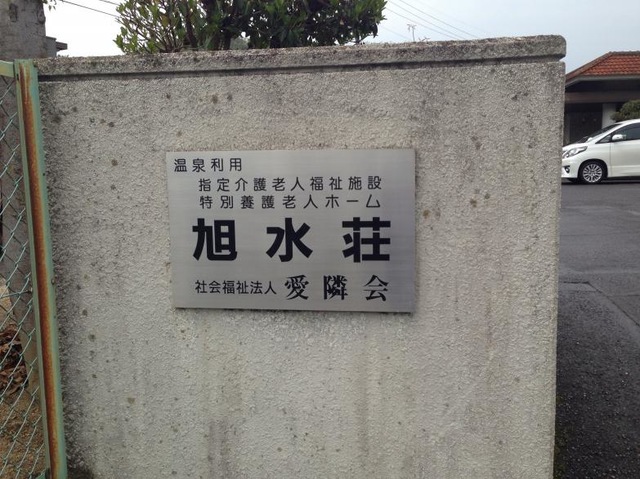 温泉利用
指定介護老人福祉施設
特別養護老人ホーム
旭水荘
社会福祉法人 愛隣会